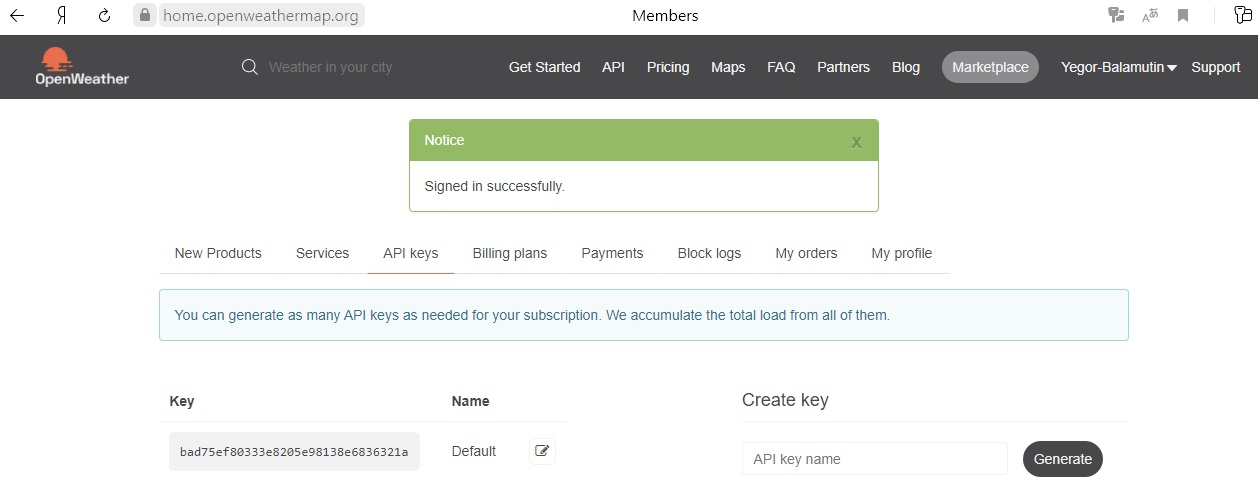 Я home.openweathermap.org Members
OpenWeather Weather in your city Get Started API Pricing Maps FAQ Partners Blog Marketplace Yegor-Balamutin Support
Notice x
Signed in successfully.
New Products Services API keys Billing plans Payments Block logs My orders My profile
You can generate as many API keys as needed for your subscription. We accumulate the total load from all of them.
Key Name Create key
bad75ef80333e8205e98138e6836321a Default API key name Generate